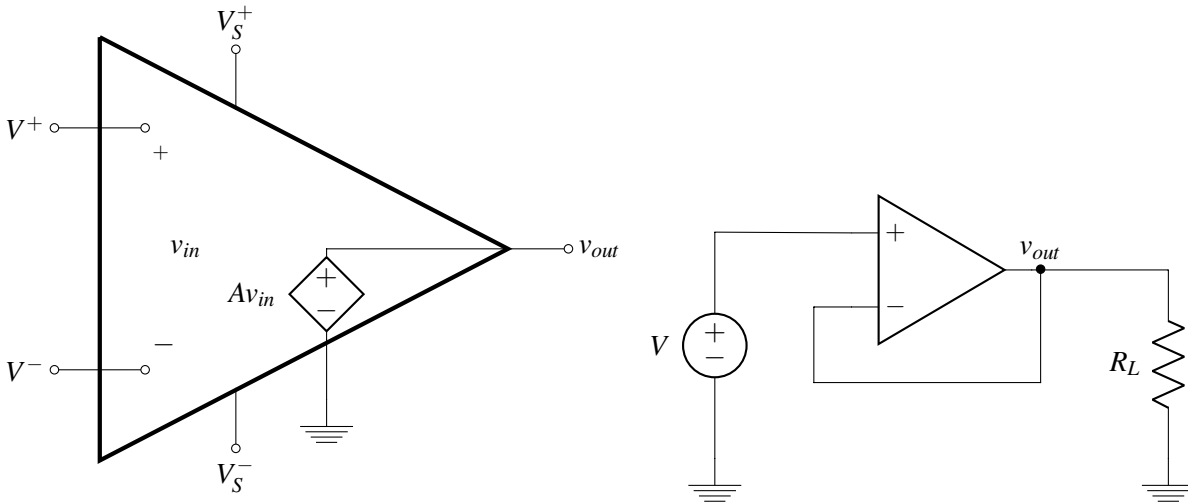 V_S^+
V^+
+
v_in
+
−
Av_in
v_out
−
V^-
V_S^-
+
−
v_out
+
−
V
R_L